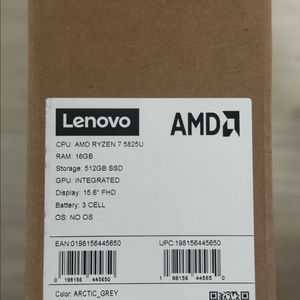 Lenovo AMD
CPU: AMD RYZEN 7 5825U
RAM: 16GB
Storage: 512GB SSD
GPU: INTEGRATED
Display: 15.6" FHD
Battery: 3 CELL
OS: NO OS
EAN:0198156445650 UPC:198156445650
0 198156 445650 1 98156 44565 0
Color: ARCTIC_GREY